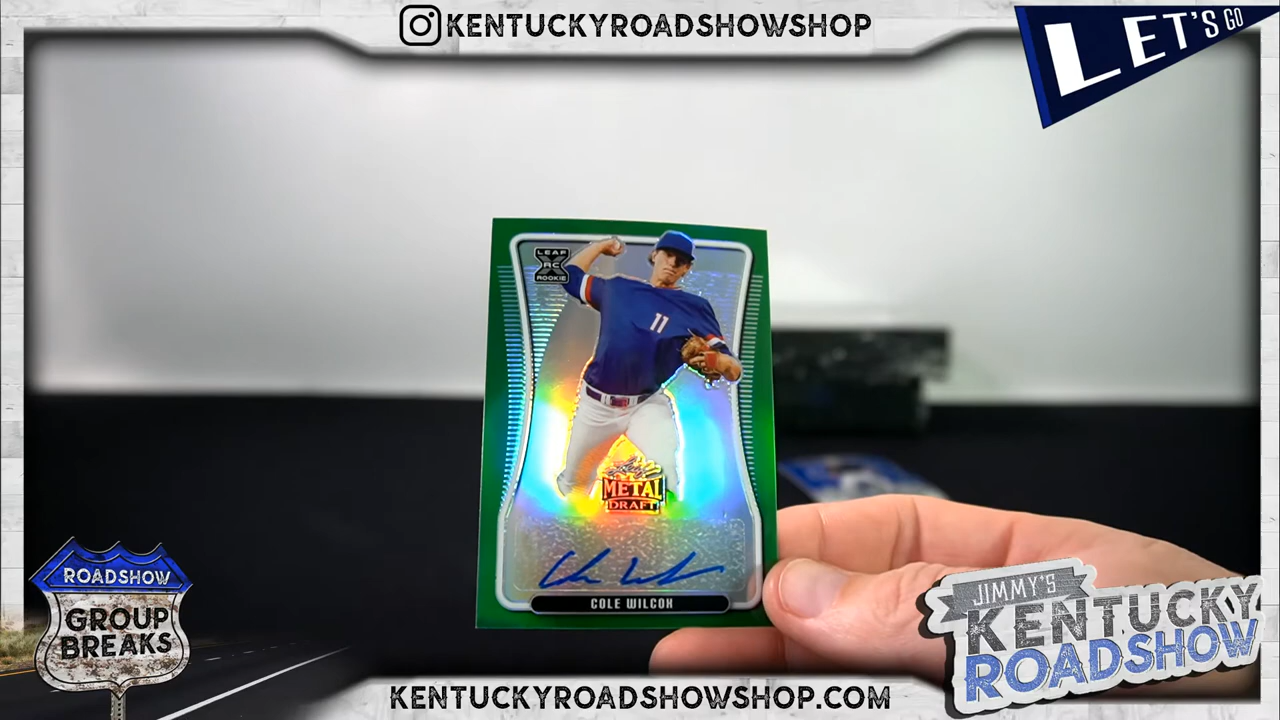 KENTUCKYROADSHOWSHOP
LET'S GO
LEAF
RC
ROOKIE
11
Leaf
METAL
DRAFT
COLE WILCOX
ROADSHOW
GROUP
BREAKS
JIMMY'S
KENTUCKY
ROADSHOW
KENTUCKYROADSHOWSHOP.COM